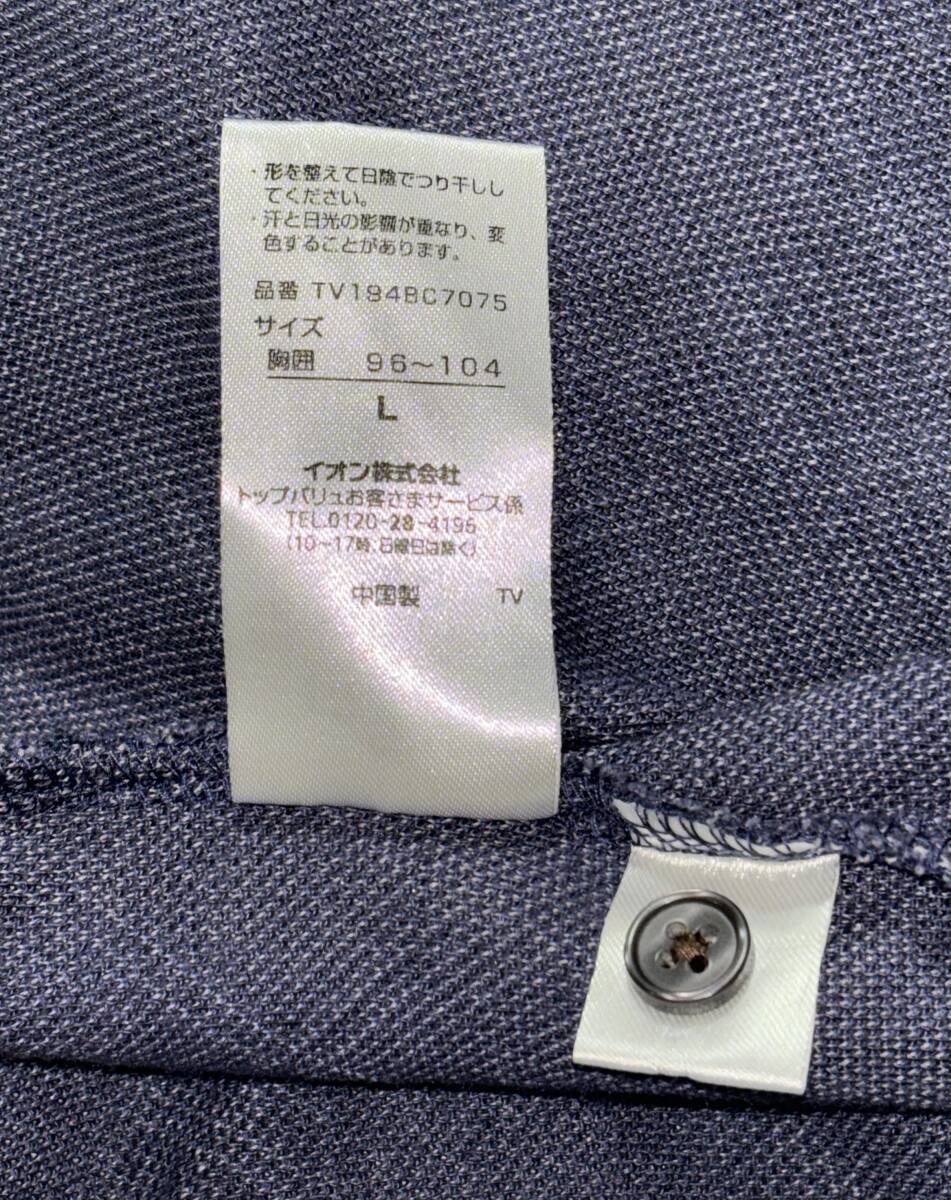 ・形を整えて日陰でつり干しし
てください。
・汗と日光の影響が重なり、変
色することがあります。
品番 TV194BC7075
サイズ
胸囲 96～104
L
イオン株式会社
トップバリュお客さまサービス係
TEL.0120-28-4196
(10～17時.日曜日は除く)
中国製 TV